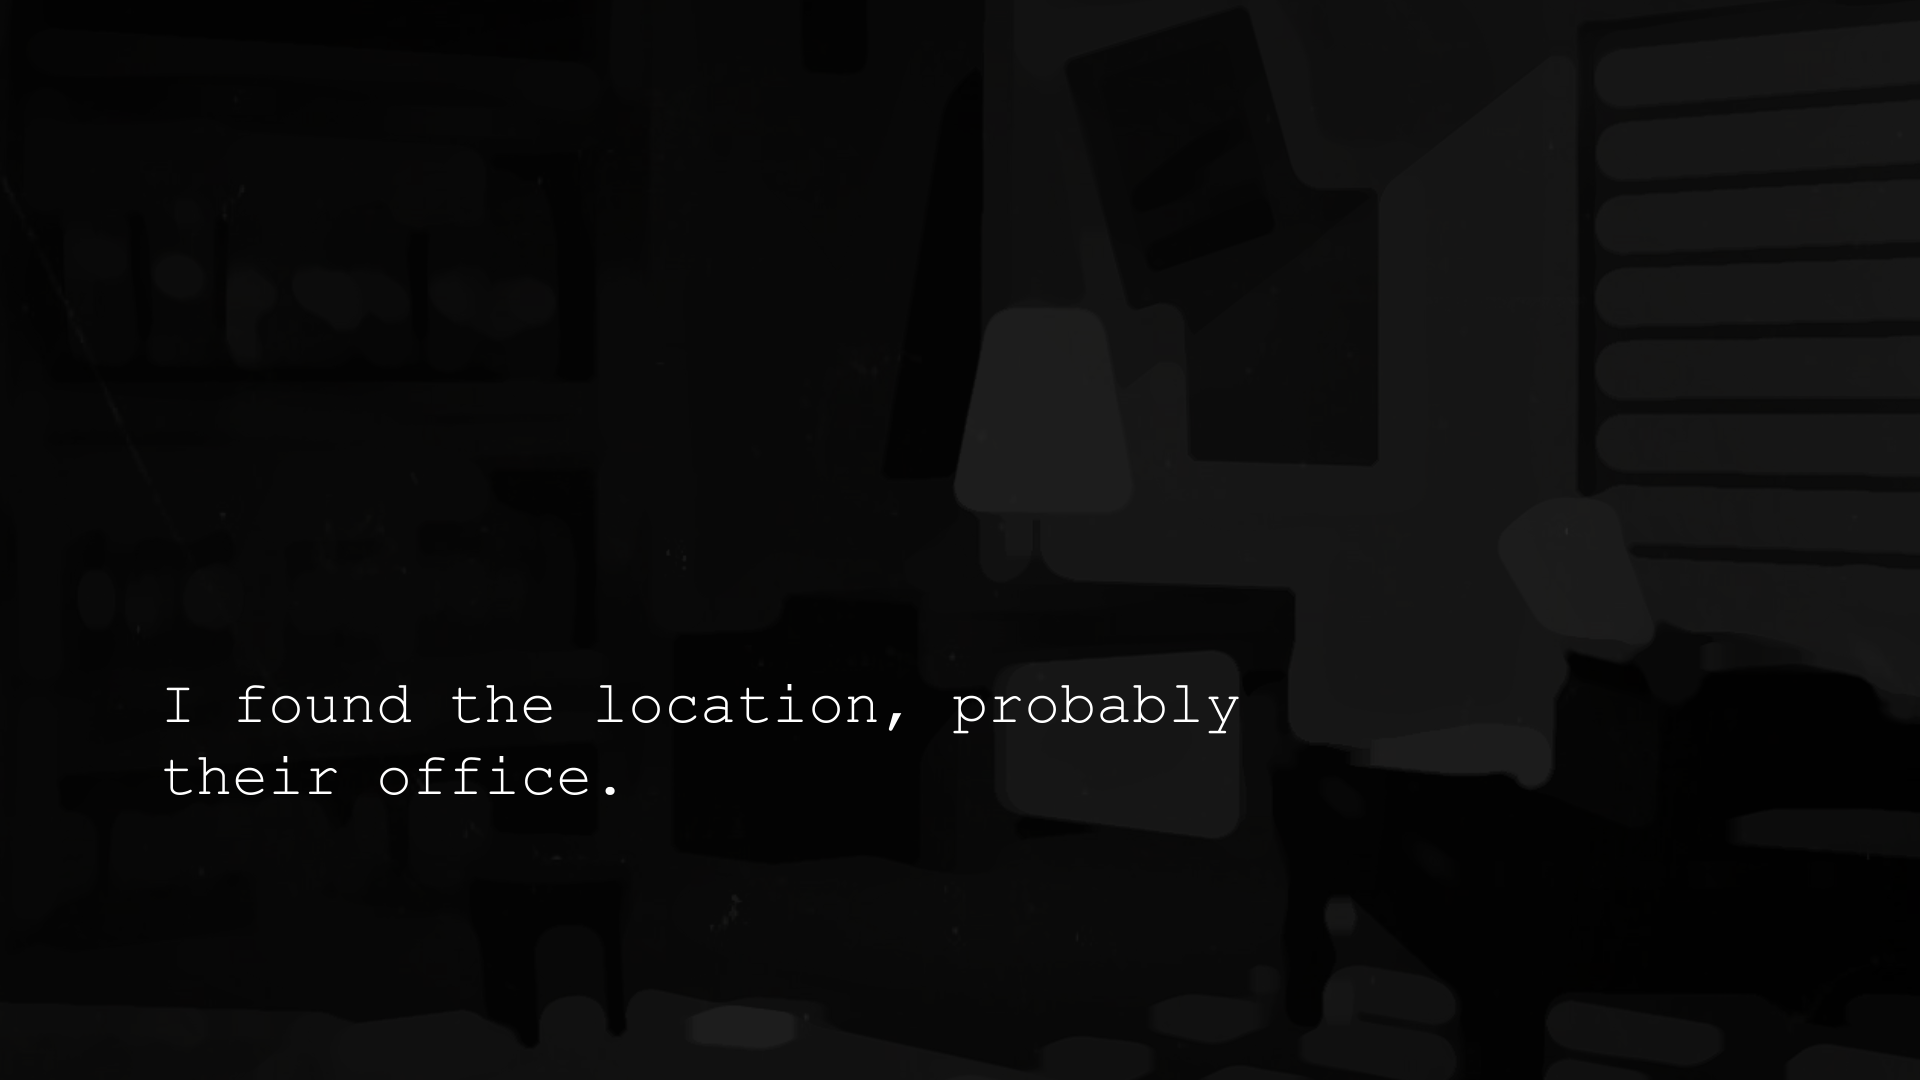 I found the location, probably
their office.